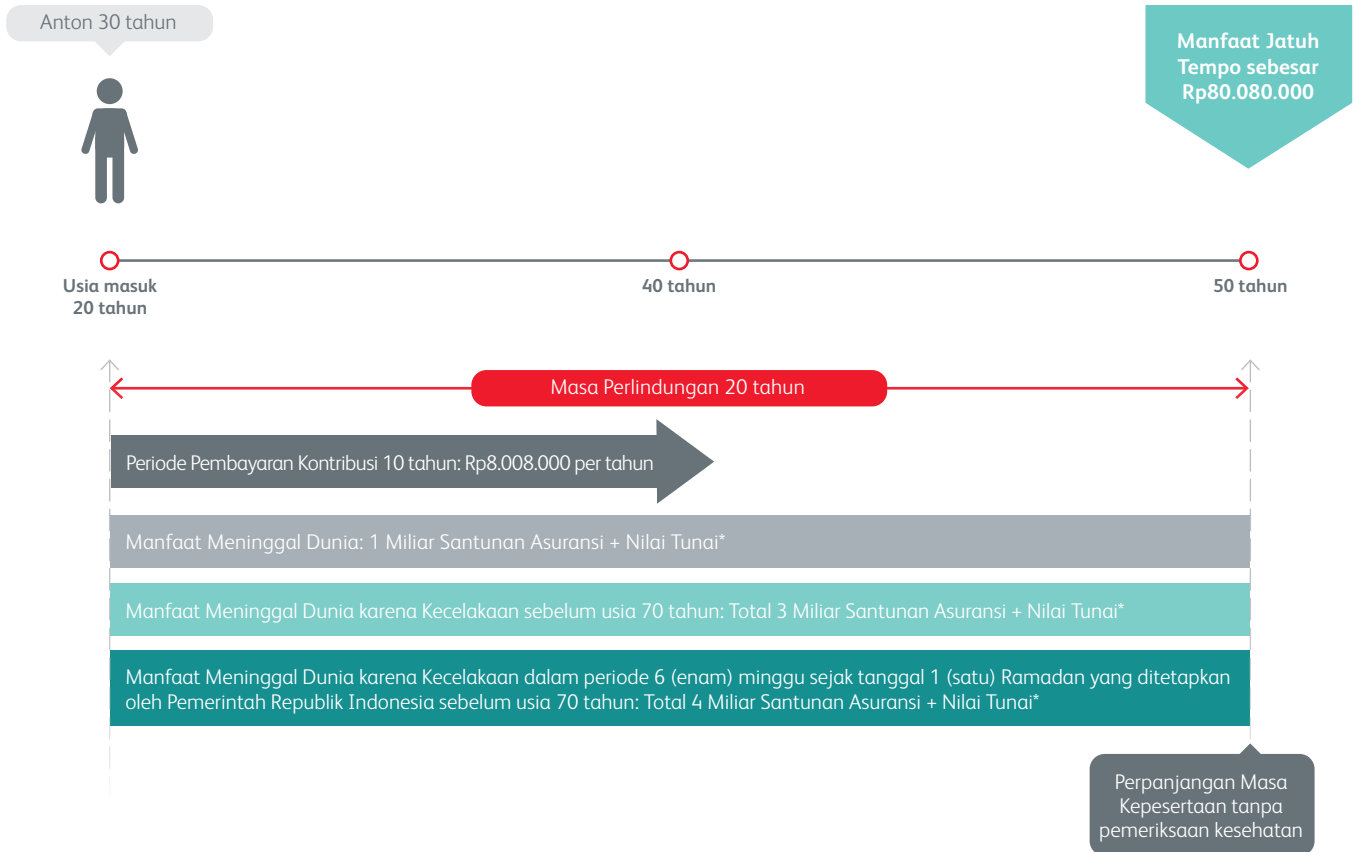 Anton 30 tahun
Manfaat Jatuh
Tempo sebesar
Rp80.080.000
Usia masuk
20 tahun
40 tahun
50 tahun
Masa Perlindungan 20 tahun
Periode Pembayaran Kontribusi 10 tahun: Rp8.008.000 per tahun
Manfaat Meninggal Dunia: 1 Miliar Santunan Asuransi + Nilai Tunai*
Manfaat Meninggal Dunia karena Kecelakaan sebelum usia 70 tahun: Total 3 Miliar Santunan Asuransi + Nilai Tunai*
Manfaat Meninggal Dunia karena Kecelakaan dalam periode 6 (enam) minggu sejak tanggal 1 (satu) Ramadan yang ditetapkan
oleh Pemerintah Republik Indonesia sebelum usia 70 tahun: Total 4 Miliar Santunan Asuransi + Nilai Tunai*
Perpanjangan Masa
Kepesertaan tanpa
pemeriksaan kesehatan